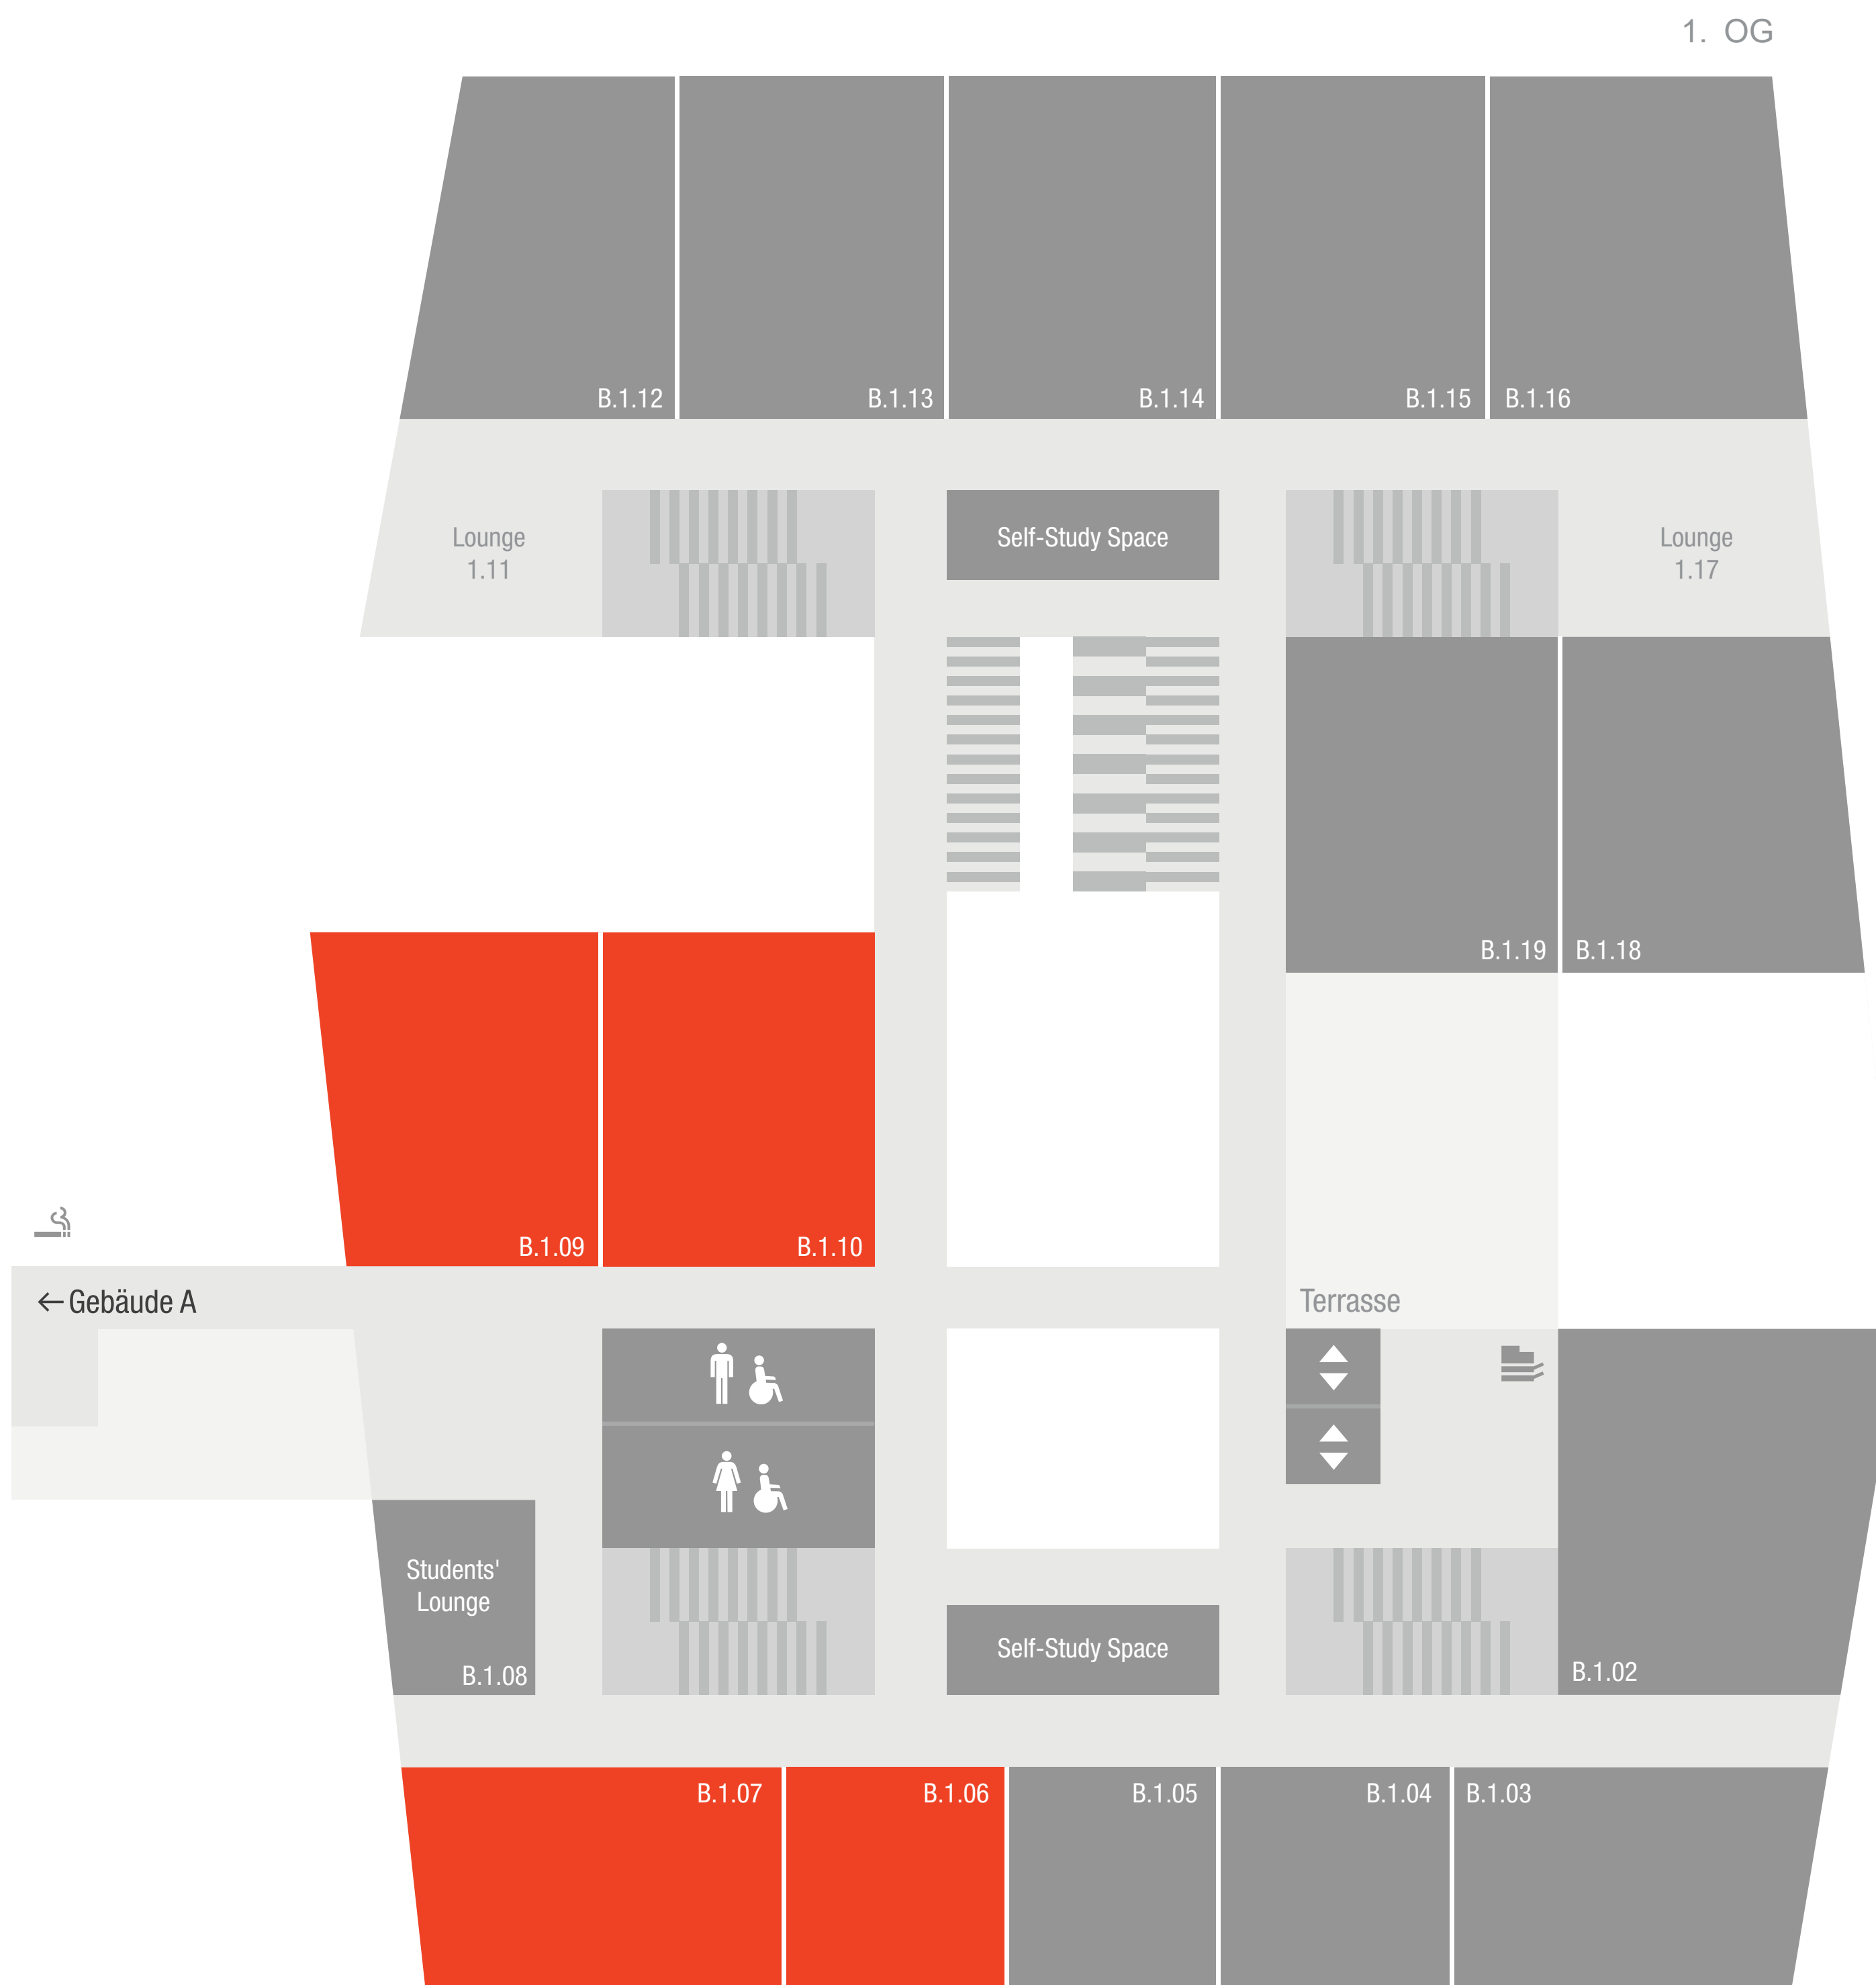 1. OG
B.1.12
B.1.13
B.1.14
B.1.15
B.1.16
Lounge
1.11
Self-Study Space
Lounge
1.17
B.1.19
B.1.18
B.1.09
B.1.10
← Gebäude A
Terrasse
Students'
Lounge
B.1.08
Self-Study Space
B.1.02
B.1.07
B.1.06
B.1.05
B.1.04
B.1.03